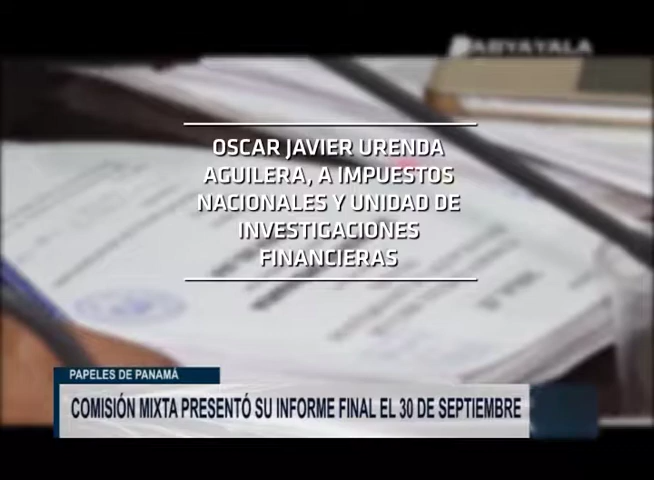 ABYAYALA
OSCAR JAVIER URENDA
AGUILERA, A IMPUESTOS
NACIONALES Y UNIDAD DE
INVESTIGACIONES
FINANCIERAS
PAPELES DE PANAMÁ
COMISIÓN MIXTA PRESENTÓ SU INFORME FINAL EL 30 DE SEPTIEMBRE